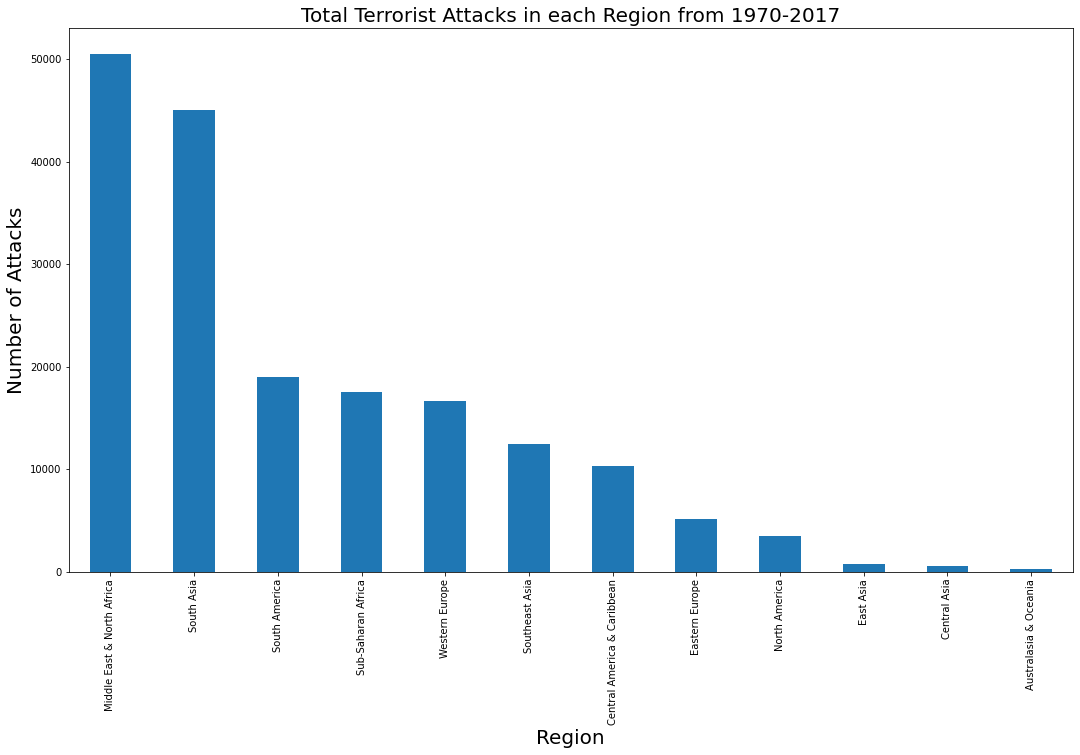 Total Terrorist Attacks in each Region from 1970-2017
Number of Attacks
50000
40000
30000
20000
10000
0
Middle East & North Africa
South Asia
South America
Sub-Saharan Africa
Western Europe
Southeast Asia
Central America & Caribbean
Eastern Europe
North America
East Asia
Central Asia
Australasia & Oceania
Region